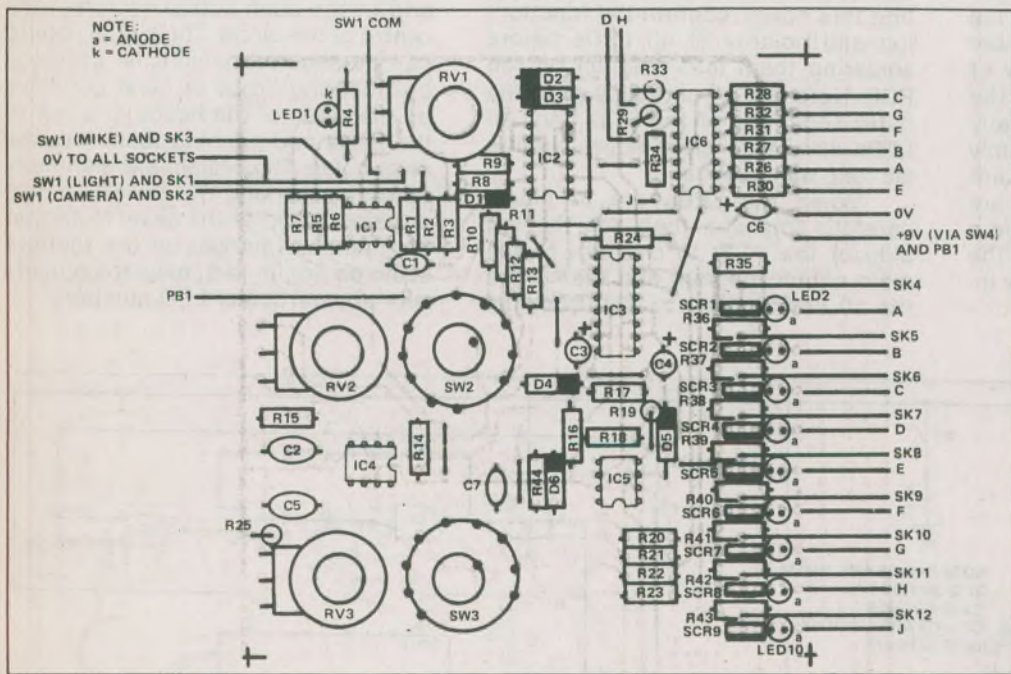 NOTE:
a = ANODE
k = CATHODE
SW1 COM
D H
RV1
D2
D3
R33
R29
R28
R32
R31
R27
R26
R30
C
G
F
B
A
E
k
LED1
R4
IC2
R34
IC6
SW1 (MIKE) AND SK3
0V TO ALL SOCKETS
SW1 (LIGHT) AND SK1
SW1 (CAMERA) AND SK2
R9
R8
D1
J
C6
0V
+9V (VIA SW4)
AND PB1
R7
R5
R6
IC1
R1
R2
R3
R10
R11
R12
R13
C1
R24
R35
SK4
PB1
SCR1
R36
LED2
a
A
IC3
SK5
SCR2
R37
a
B
RV2
SW2
C3
C4
SK6
D4
R17
SCR3
R38
a
C
R15
R19
SK7
R14
R16
R18
D5
SCR4
R39
a
D
C2
IC4
SK8
C7
R44
D6
IC5
SCR5
a
E
R40
SK9
C5
SCR6
a
F
R25
R20
R41
SK10
R21
SCR7
a
G
RV3
SW3
R22
R42
SK11
R23
SCR8
a
H
R43
SK12
SCR9
a
J
LED10